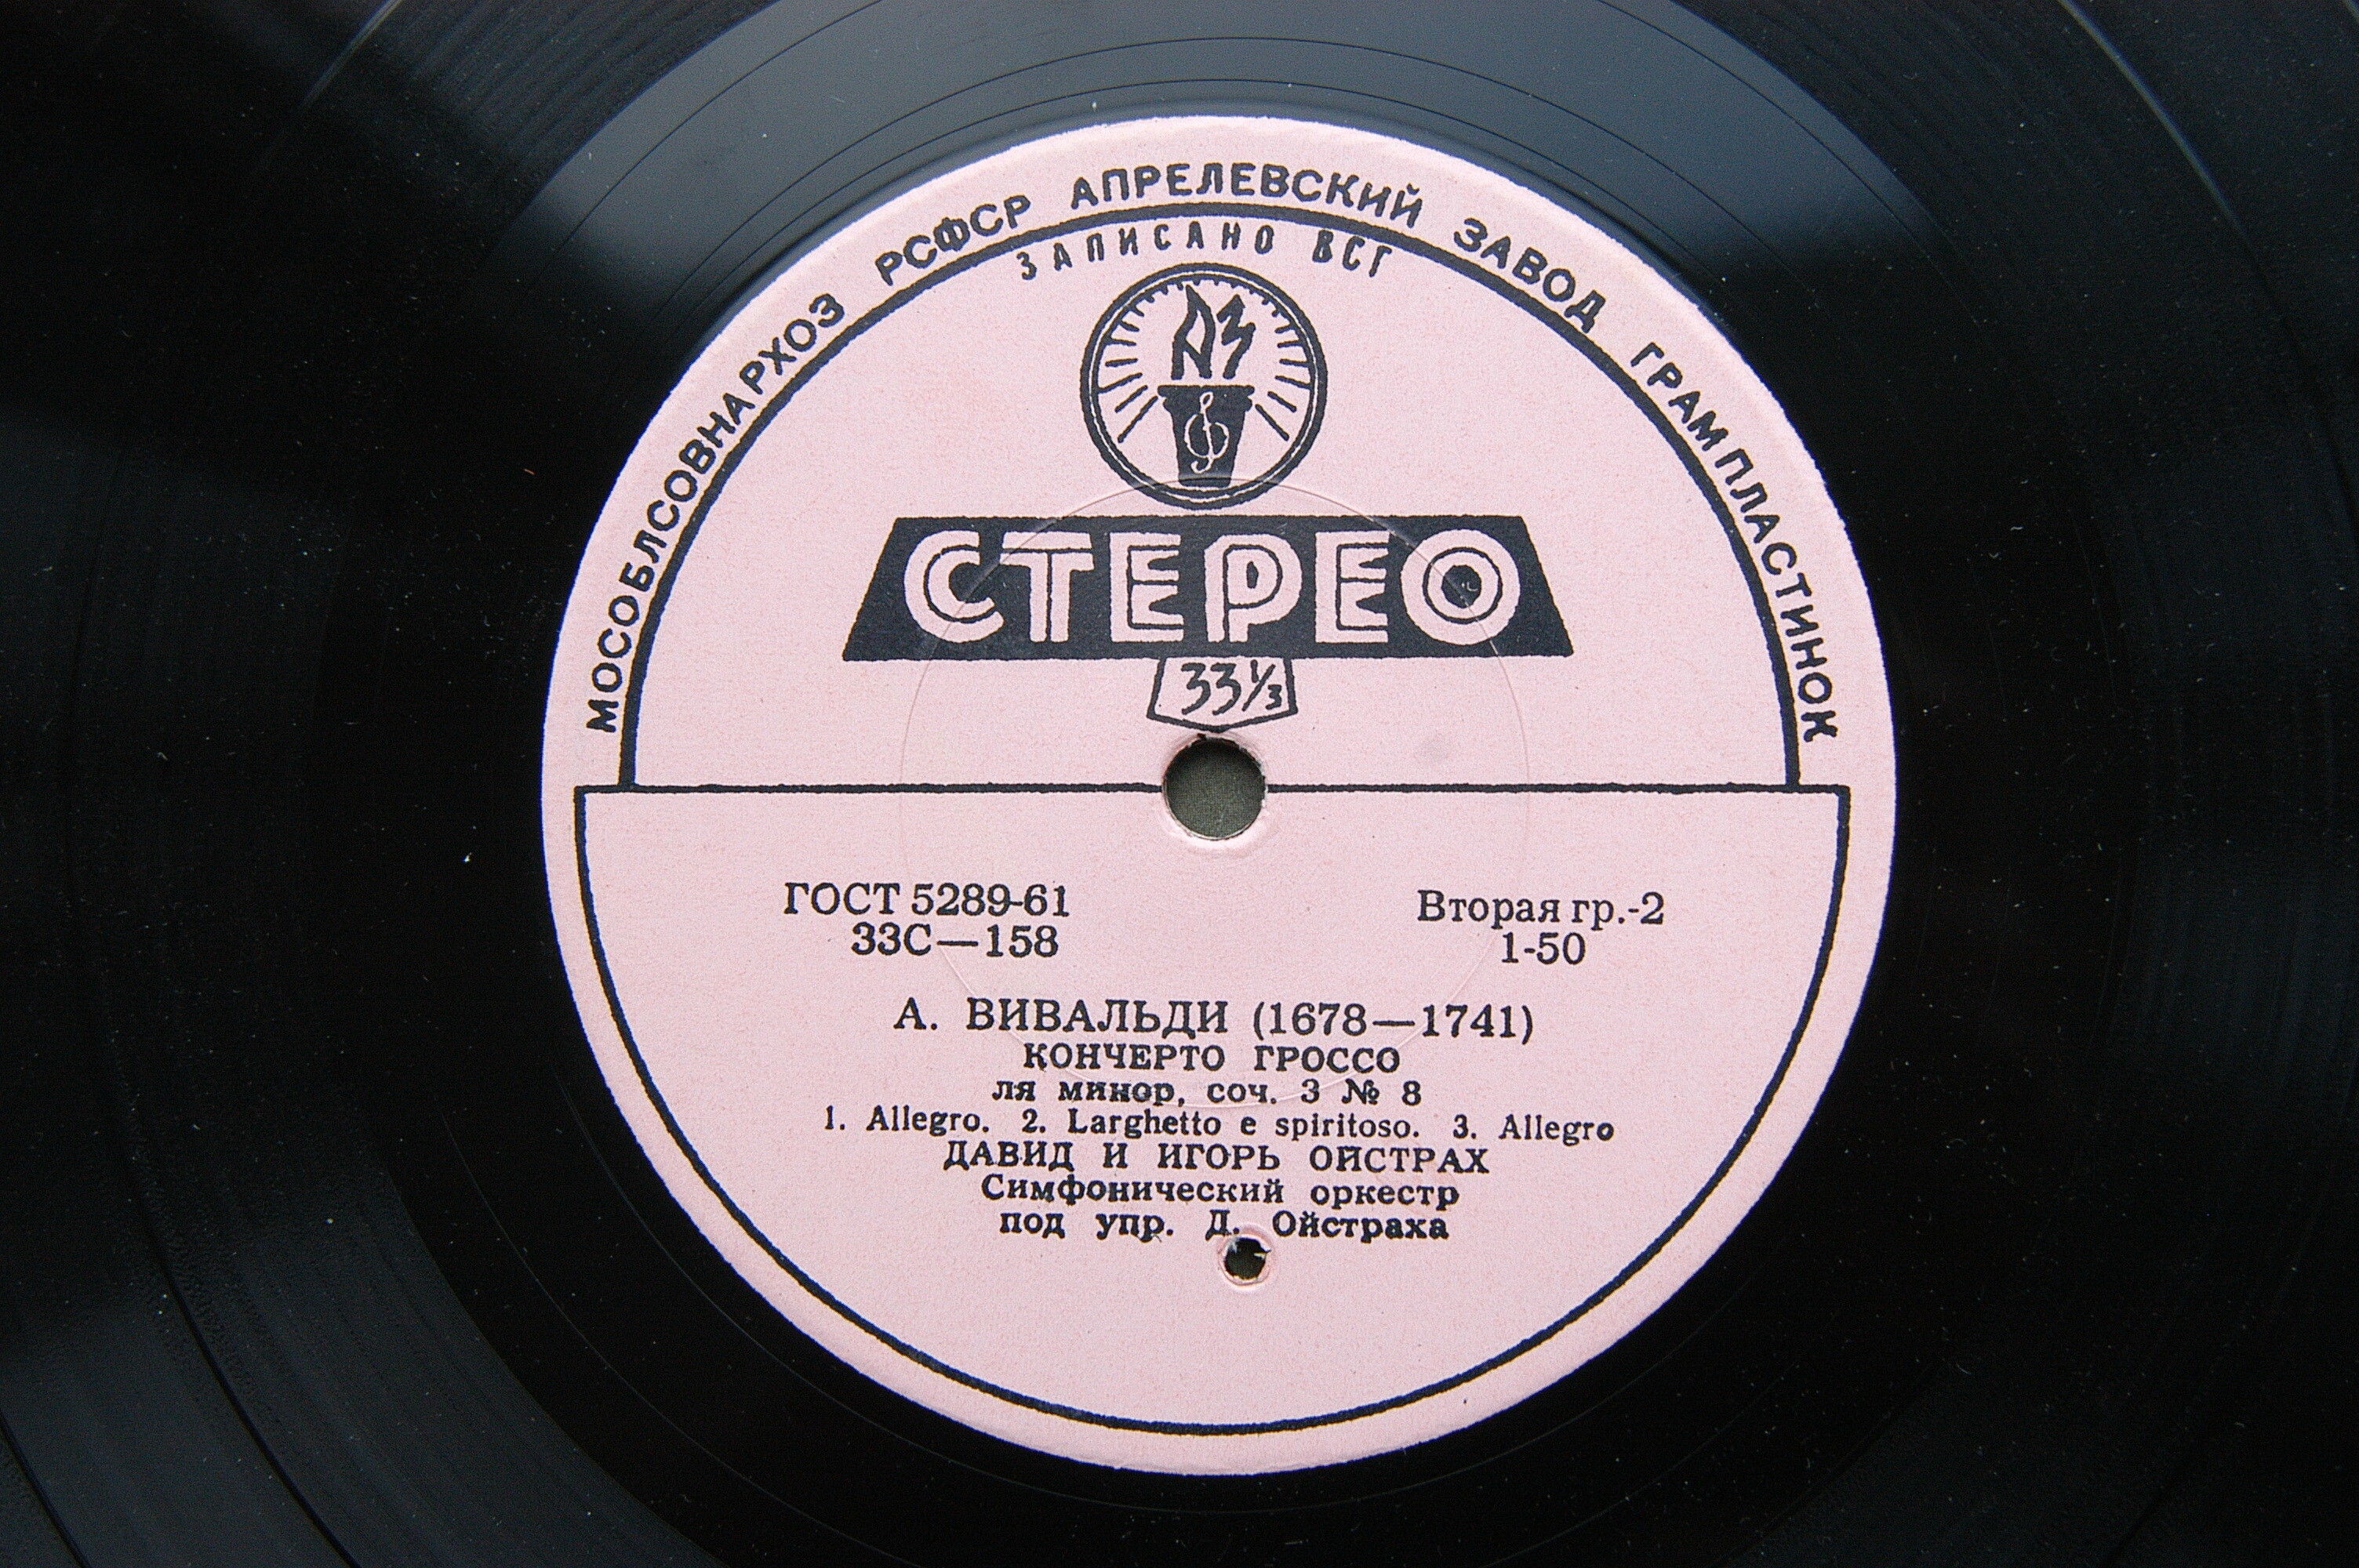 МОСОБЛСОВНАРХОЗ РСФСР АПРЕЛЕВСКИЙ ЗАВОД ГРАМПЛАСТИНОК
ЗАПИСАНО ВСГ
АЗ
СТЕРЕО
33⅓
ГОСТ 5289-61
33С—158
Вторая гр.-2
1-50
А. ВИВАЛЬДИ (1678—1741)
КОНЧЕРТО ГРОССО
ля минор, соч. 3 № 8
1. Allegro. 2. Larghetto e spiritoso. 3. Allegro
ДАВИД И ИГОРЬ ОЙСТРАХ
Симфонический оркестр
под упр. Д. Ойстраха